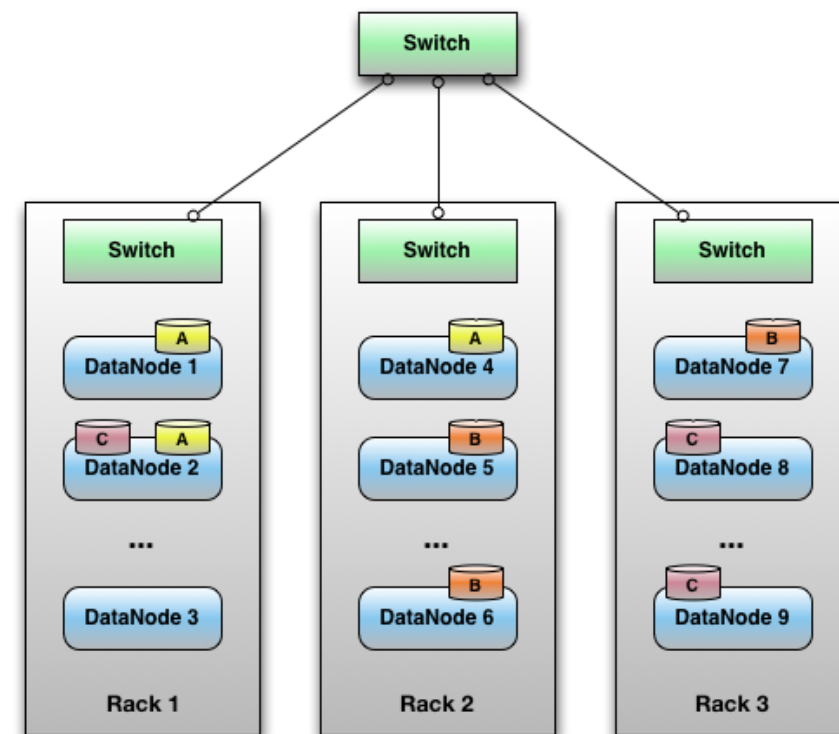 Switch
Switch
A
DataNode 1
C A
DataNode 2
...
DataNode 3
Rack 1
Switch
A
DataNode 4
B
DataNode 5
...
B
DataNode 6
Rack 2
Switch
B
DataNode 7
C
DataNode 8
...
C
DataNode 9
Rack 3